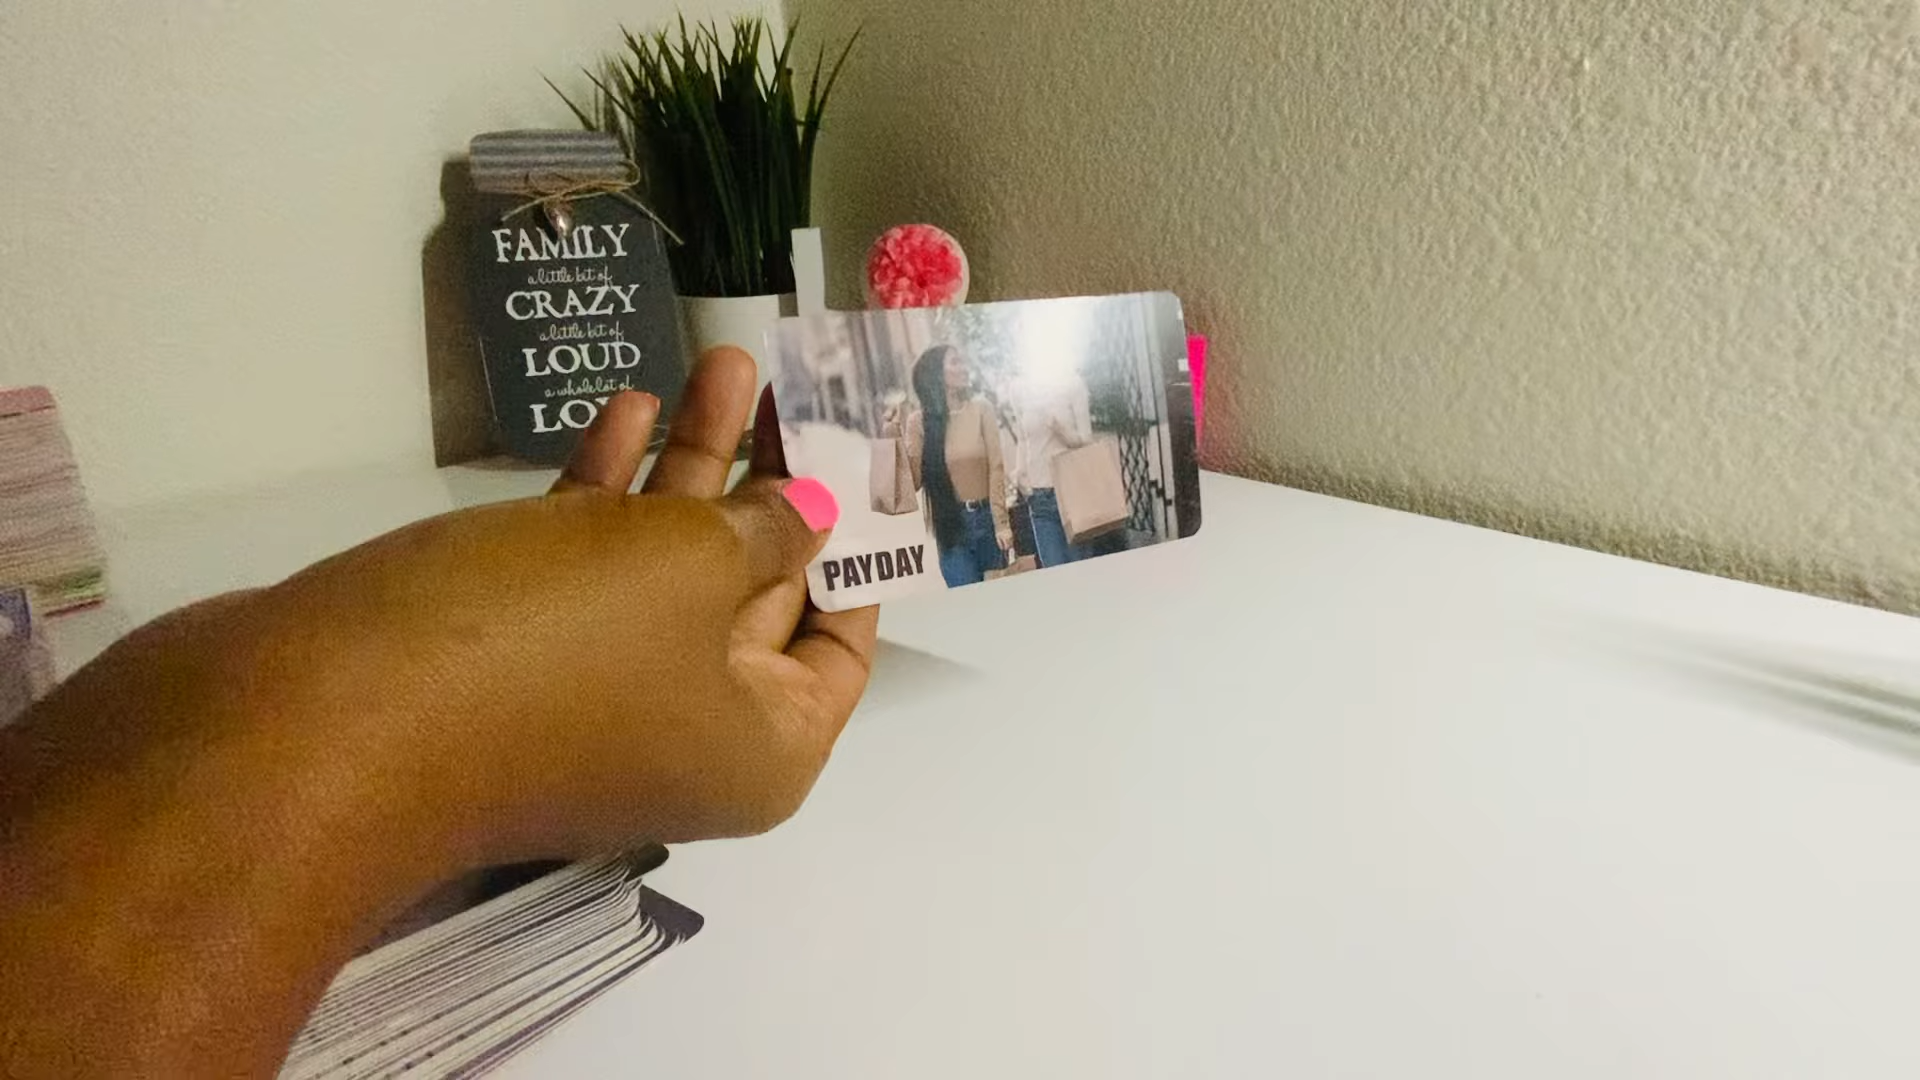 FAMILY
a little bit of
CRAZY
a little bit of
LOUD
a whole lot of
PAYDAY